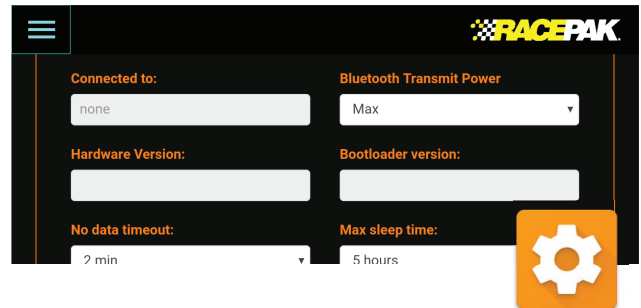 RACEPAK.
Connected to: Bluetooth Transmit Power
none Max
Hardware Version: Bootloader version:
No data timeout: Max sleep time:
2 min 5 hours